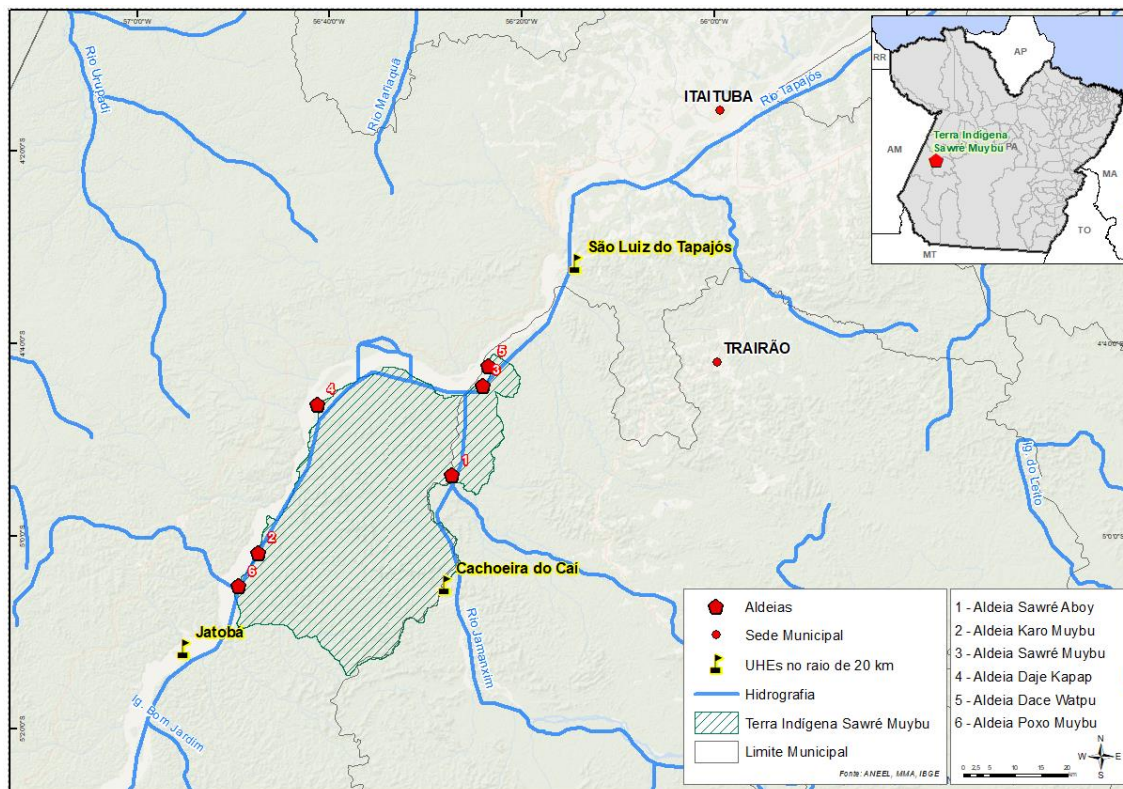 57°0'0"W
56°40'0"W
56°20'0"W
56°0'0"W
4°20'0"S
4°40'0"S
5°0'0"S
5°20'0"S
4°40'0"S
5°0'0"S
Rio Urupadi
Rio Mariaquã
ITAITUBA
Rio Tapajós
São Luiz do Tapajós
TRAIRÃO
5
3
4
1
2
6
Cachoeira do Caí
Jatobá
Rio Jamanxim
Ig. Bom Jardim
Ig. do Leito
RR
AP
AM
Terra Indígena
Sawré Muybu
PA
MA
TO
MT
Aldeias
Sede Municipal
UHEs no raio de 20 km
Hidrografia
Terra Indígena Sawré Muybu
Limite Municipal
Fonte: ANEEL, MMA, IBGE
1 - Aldeia Sawré Aboy
2 - Aldeia Karo Muybu
3 - Aldeia Sawré Muybu
4 - Aldeia Daje Kapap
5 - Aldeia Dace Watpu
6 - Aldeia Poxo Muybu
N
W E
S
0 2,5 5 10 15 20
km